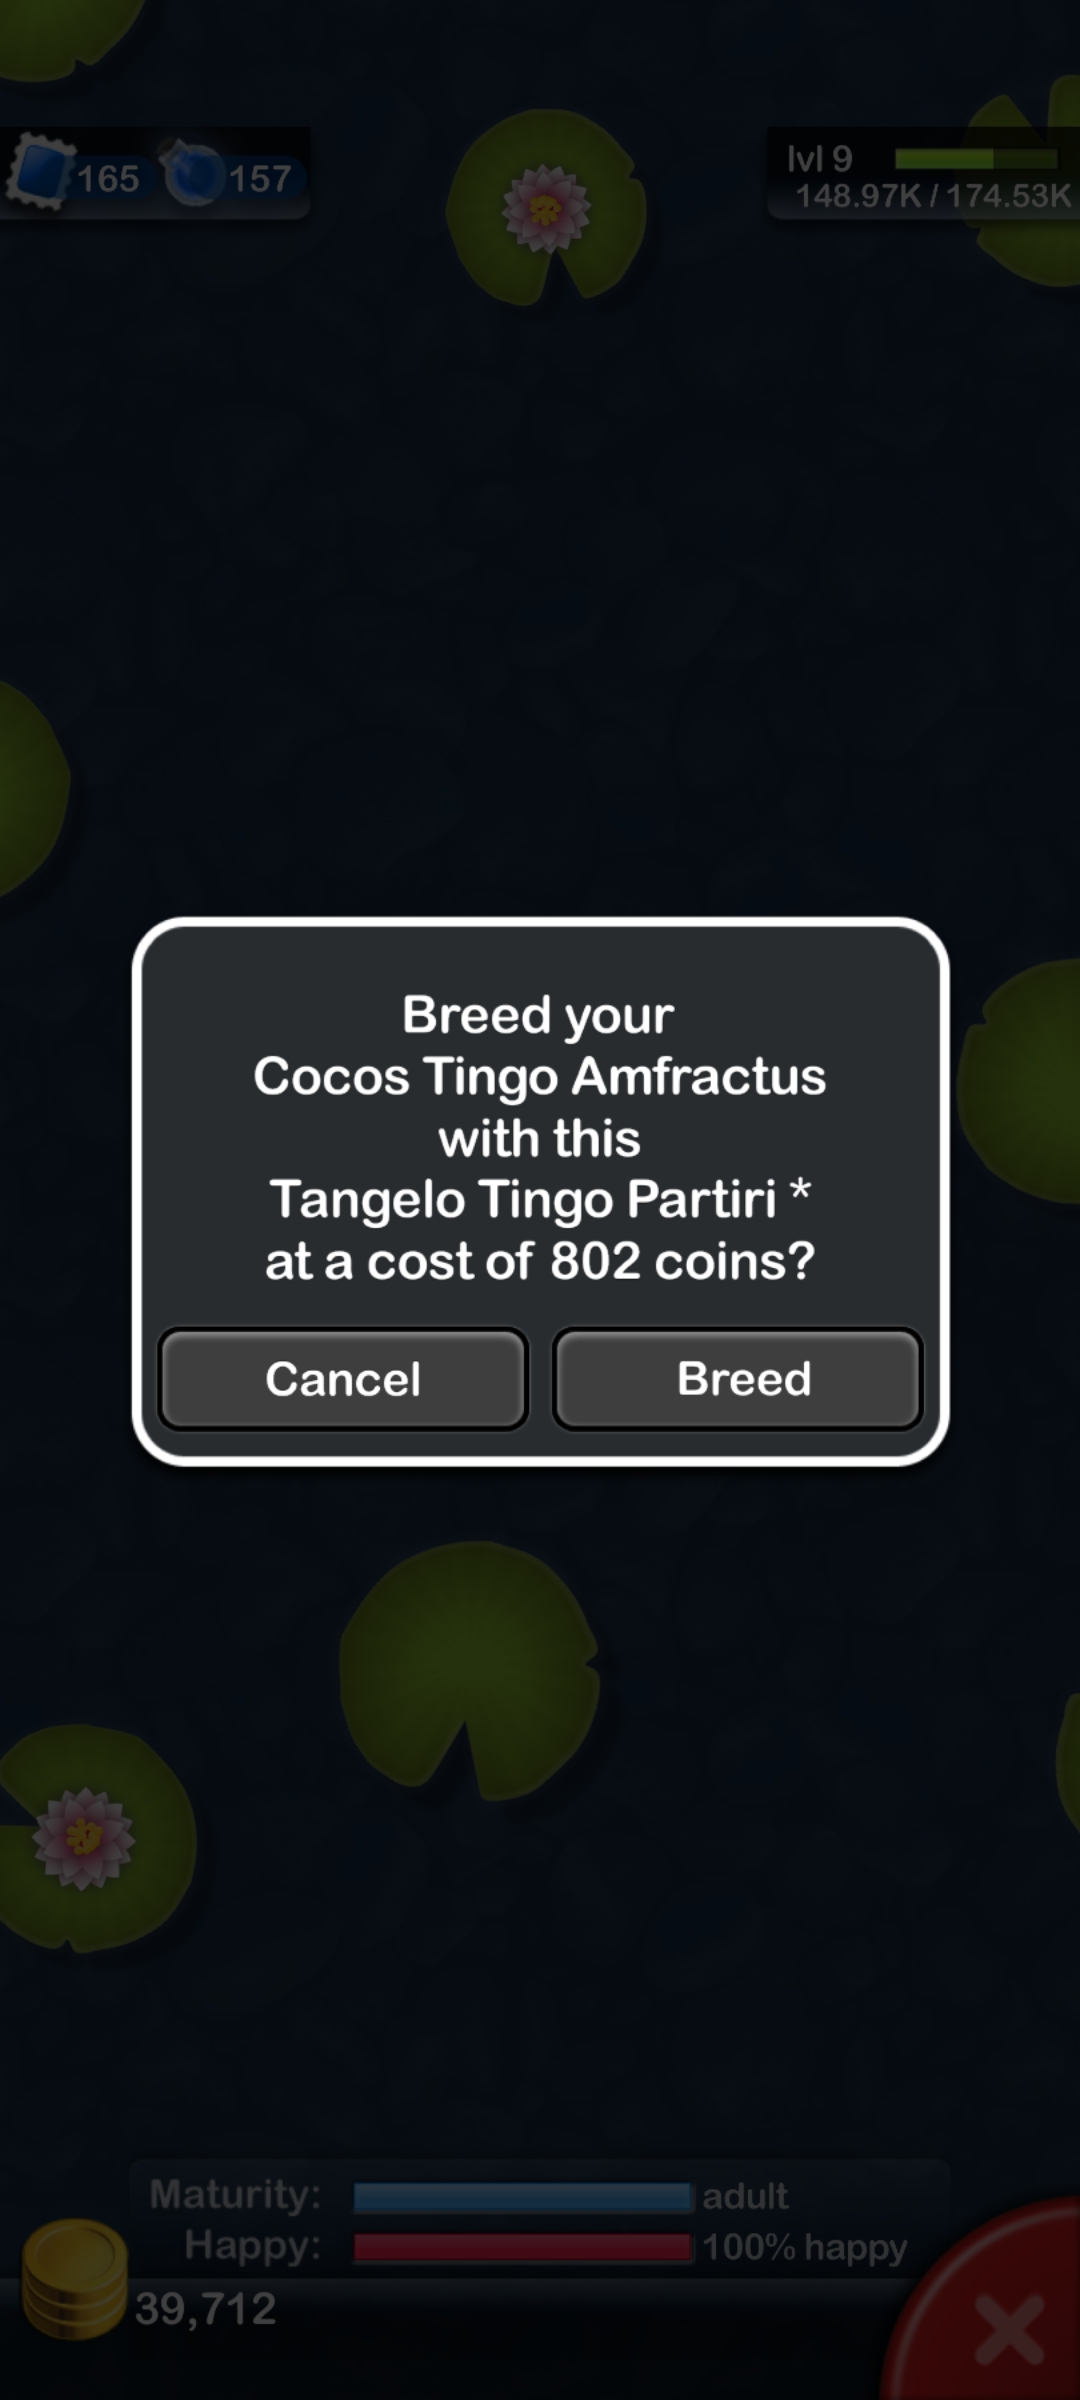 165 157
lvl 9
148.97K / 174.53K
Breed your
Cocos Tingo Amfractus
with this
Tangelo Tingo Partiri *
at a cost of 802 coins?
Cancel Breed
Maturity: adult
Happy: 100% happy
39,712